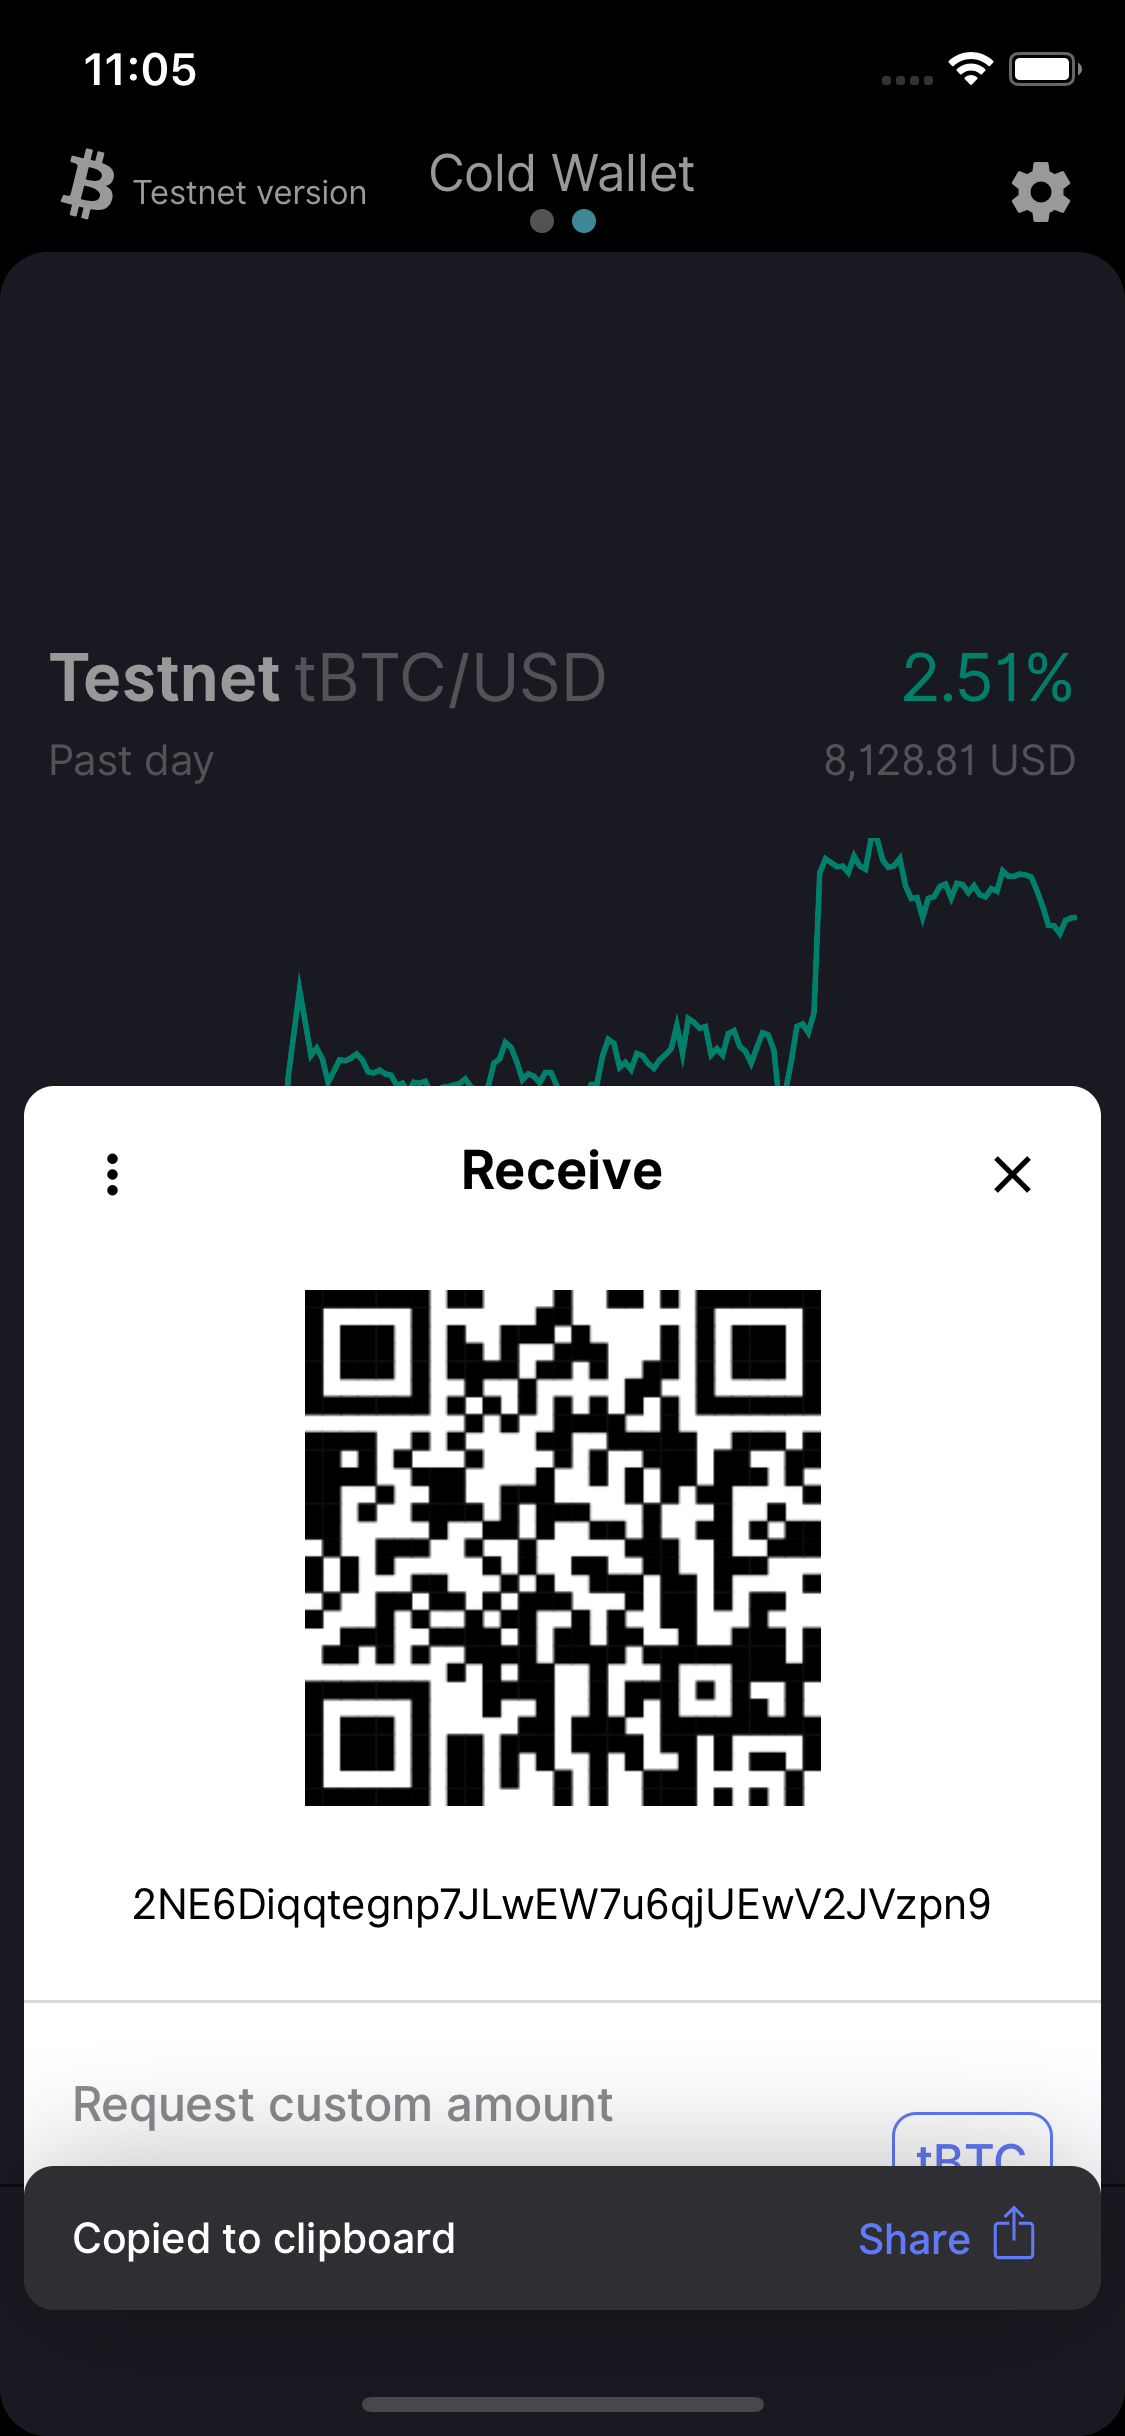 11:05
Testnet version
Cold Wallet
Testnet tBTC/USD
2.51%
Past day
8,128.81 USD
Receive
2NE6Diqqtegnp7JLwEW7u6qjUEwV2JVzpn9
Request custom amount
tBTC
Copied to clipboard
Share